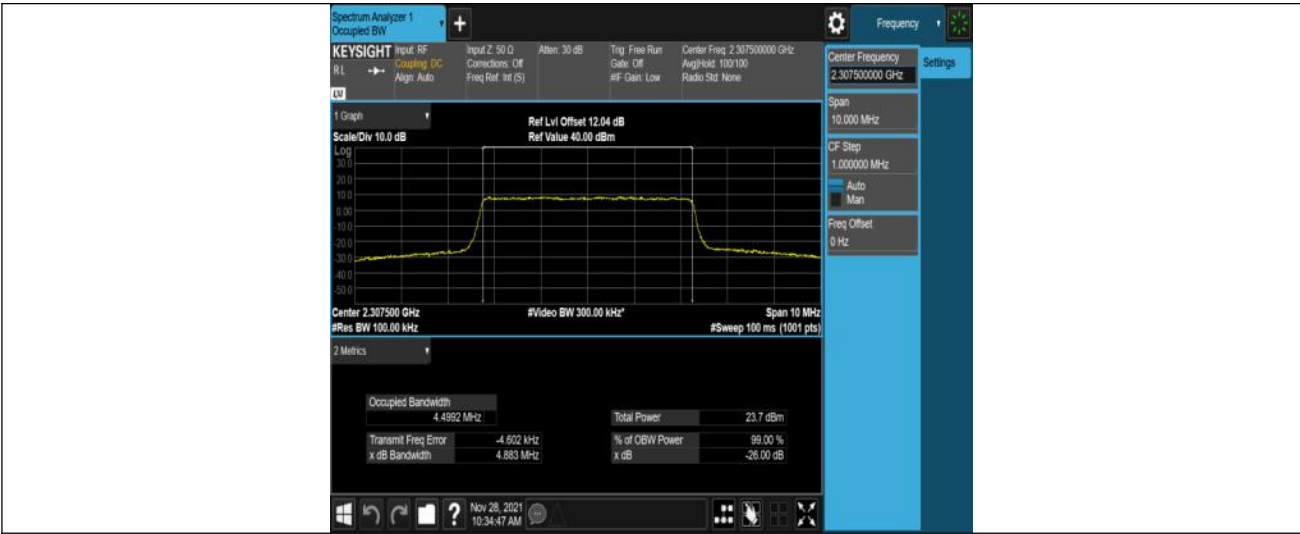 Spectrum Analyzer 1
Occupied BW
Frequency
KEYSIGHT
RL
Input: RF
Coupling: DC
Align: Auto
Input Z: 50 Ω
Corrections: Off
Freq Ref: Int (S)
Atten: 30 dB
Trig: Free Run
Gate: Off
#IF Gain: Low
Center Freq: 2.307500000 GHz
Avg|Hold: 100/100
Radio Std: None
Center Frequency
2.307500000 GHz
Settings
Span
10.000 MHz
CF Step
1.000000 MHz
Auto
Man
Freq Offset
0 Hz
1 Graph
Scale/Div 10.0 dB
Ref Lvl Offset 12.04 dB
Ref Value 40.00 dBm
Log
30.0
20.0
10.0
0.00
-10.0
-20.0
-30.0
-40.0
-50.0
Center 2.307500 GHz
#Res BW 100.00 kHz
#Video BW 300.00 kHz*
Span 10 MHz
#Sweep 100 ms (1001 pts)
2 Metrics
Occupied Bandwidth
4.4992 MHz
Total Power 23.7 dBm
Transmit Freq Error -4.602 kHz
% of OBW Power 99.00 %
x dB Bandwidth 4.883 MHz
x dB -26.00 dB
?
Nov 28, 2021
10:34:47 AM